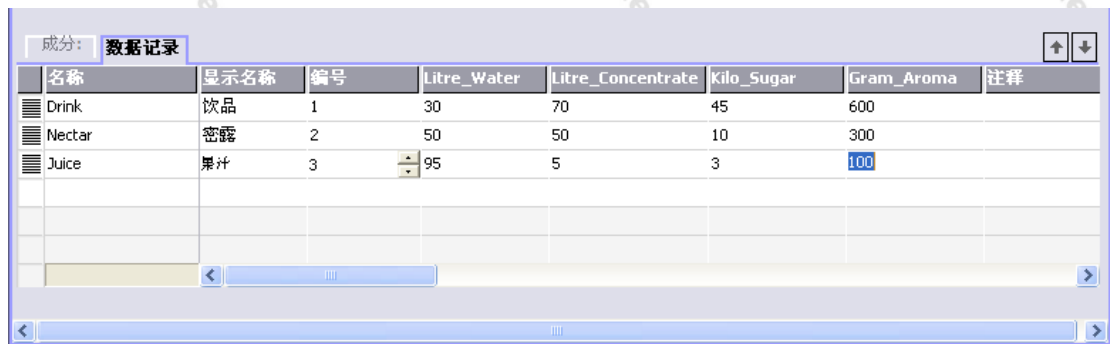 成分: 数据记录
名称 显示名称 编号 Litre_Water Litre_Concentrate Kilo_Sugar Gram_Aroma 注释
Drink 饮品 1 30 70 45 600
Nectar 密露 2 50 50 10 300
Juice 果汁 3 95 5 3 100